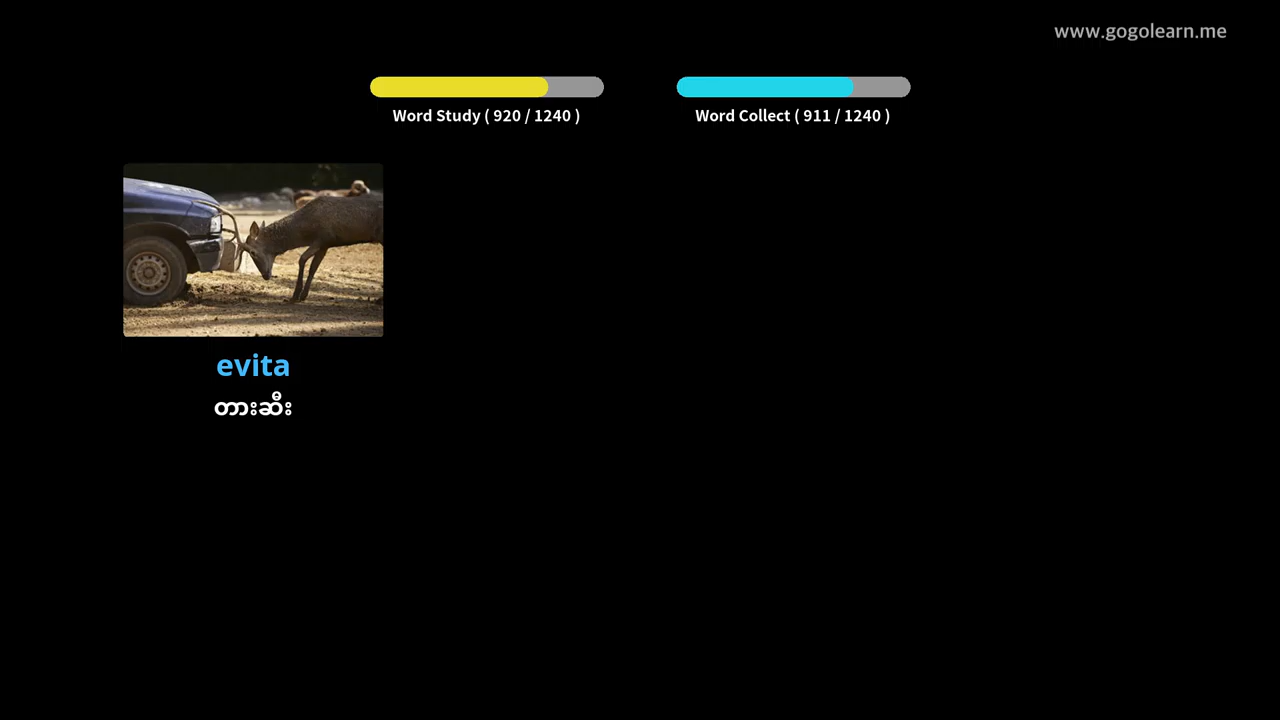 www.gogolearn.me
Word Study ( 920 / 1240 )
Word Collect ( 911 / 1240 )
evita
တားဆီး